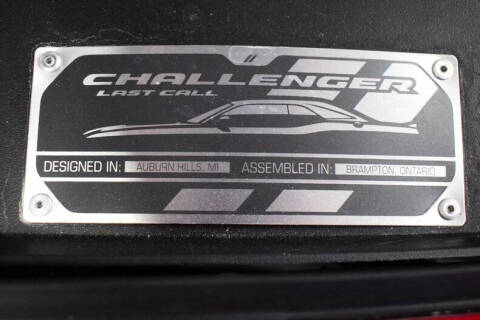 CHALLENGER
LAST CALL
DESIGNED IN: AUBURN HILLS, MI ASSEMBLED IN: BRAMPTON, ONTARIO